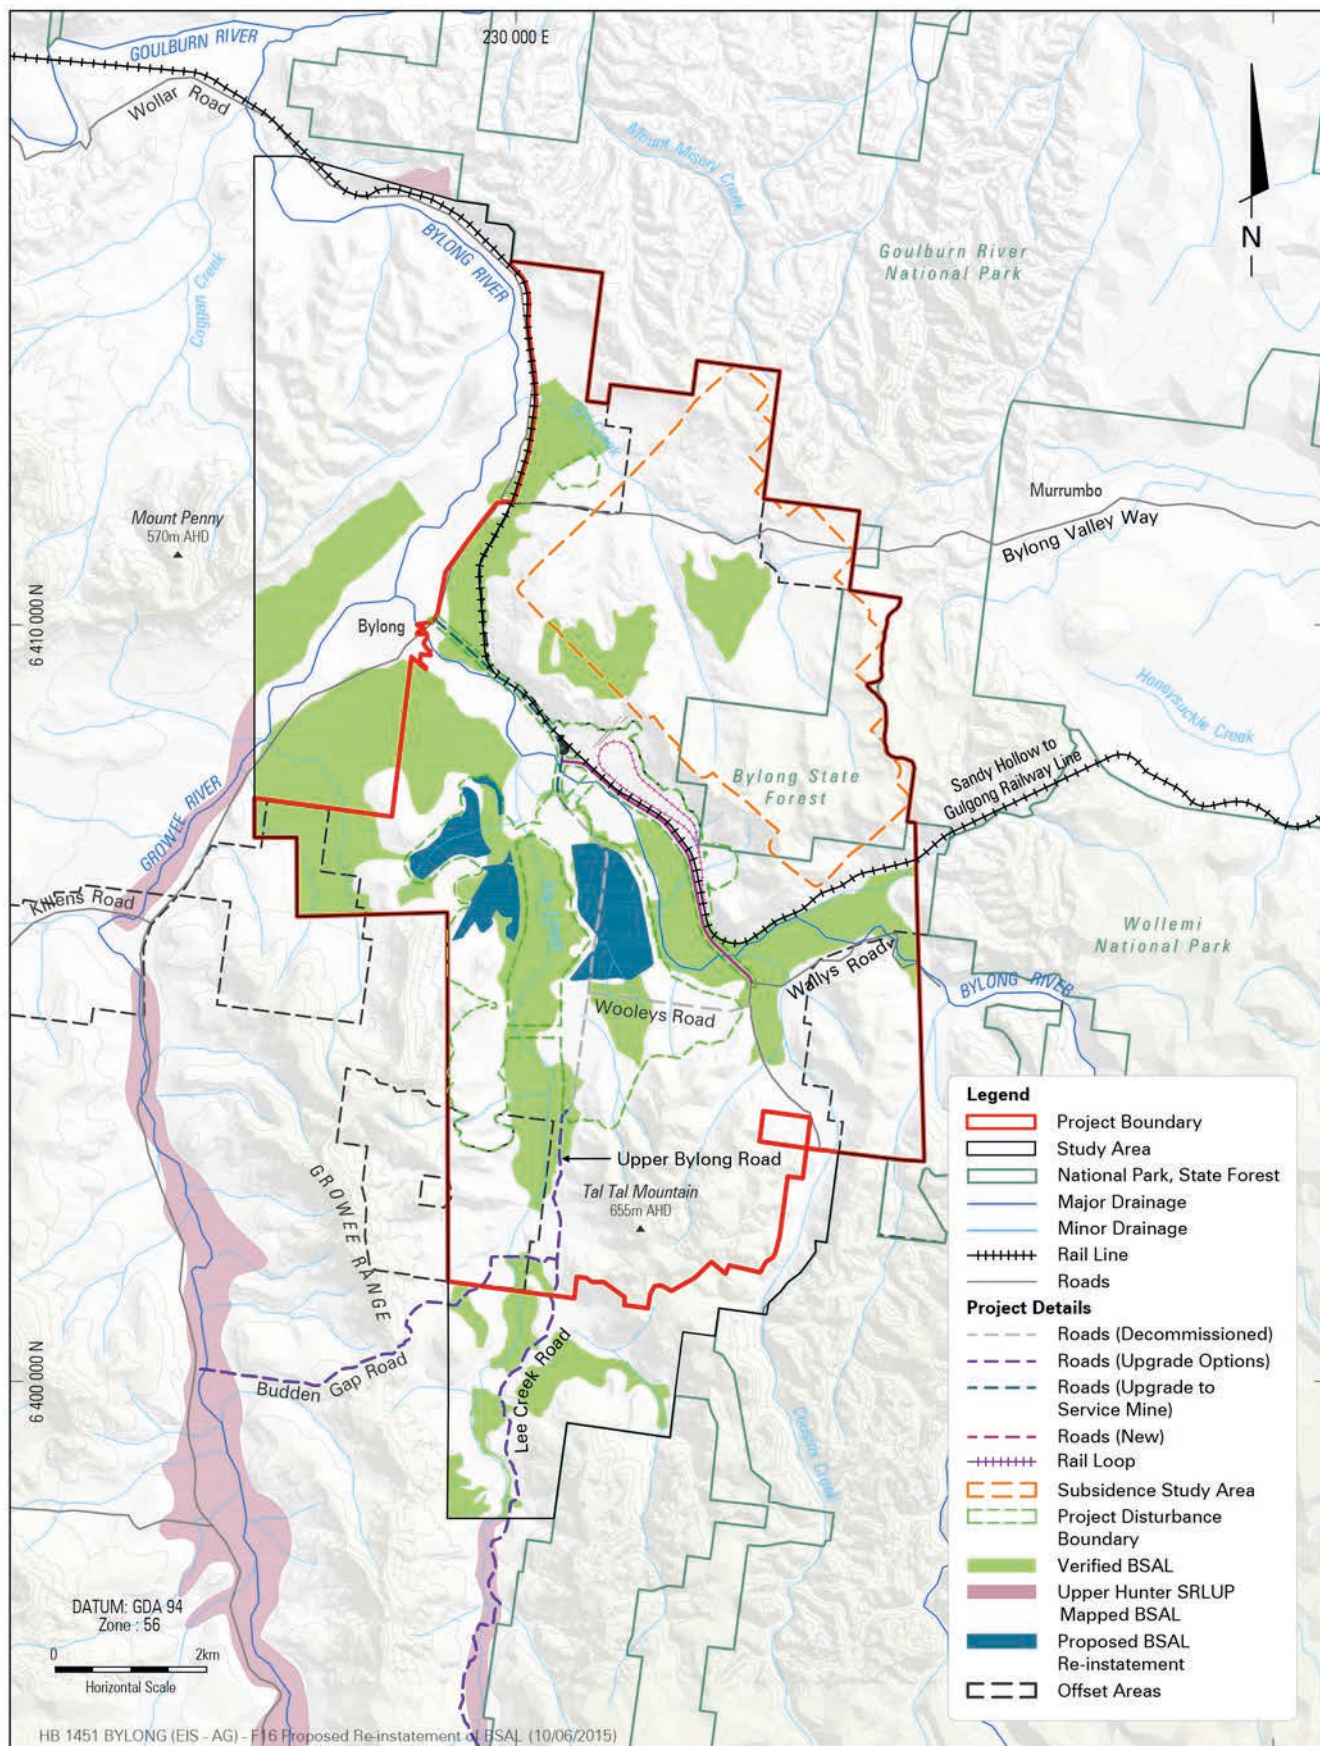 230 000 E
GOULBURN RIVER
Wollar Road
Mount Misery Creek
N
Goulburn River
National Park
BYLONG RIVER
Coggan Creek
Mount Penny
570m AHD
Murrumbo
Bylong Valley Way
6 410 000 N
Bylong
Honeysuckle Creek
Sandy Hollow to
Gulgong Railway Line
Bylong State
Forest
GROWEE RIVER
Killens Road
Wollemi
National Park
Wallys Road
BYLONG RIVER
Wooleys Road
Upper Bylong Road
Tal Tal Mountain
655m AHD
GROWEE RANGE
Budden Gap Road
Lee Creek Road
6 400 000 N
Legend
Project Boundary
Study Area
National Park, State Forest
Major Drainage
Minor Drainage
Rail Line
Roads
Project Details
Roads (Decommissioned)
Roads (Upgrade Options)
Roads (Upgrade to
Service Mine)
Roads (New)
Rail Loop
Subsidence Study Area
Project Disturbance
Boundary
Verified BSAL
Upper Hunter SRLUP
Mapped BSAL
Proposed BSAL
Re-instatement
Offset Areas
DATUM: GDA 94
Zone : 56
0 2km
Horizontal Scale
HB 1451 BYLONG (EIS - AG) - F16 Proposed Re-instatement of BSAL (10/06/2015)